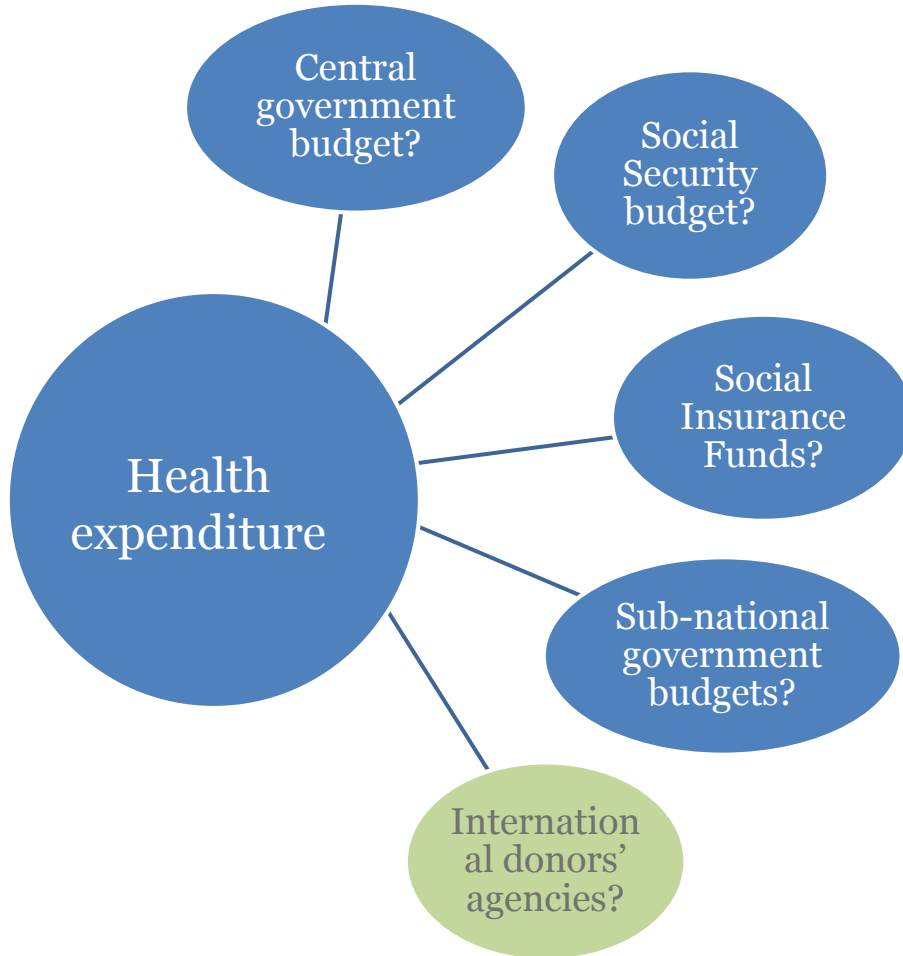 Central
government
budget?
Social
Security
budget?
Social
Insurance
Funds?
Health
expenditure
Sub-national
government
budgets?
Internation
al donors’
agencies?